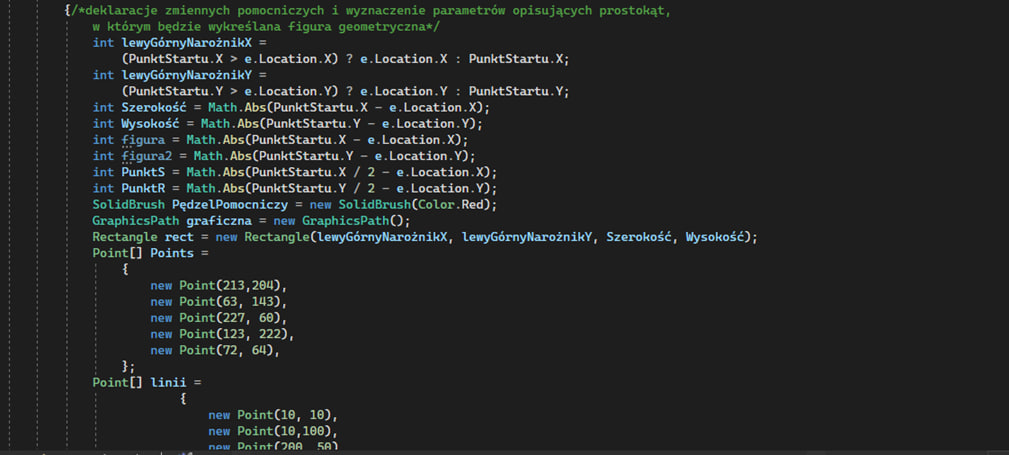 {/*deklaracje zmiennych pomocniczych i wyznaczenie parametrów opisujących prostokąt,
w którym będzie wykreślana figura geometryczna*/
int lewyGórnyNarożnikX =
(PunktStartu.X > e.Location.X) ? e.Location.X : PunktStartu.X;
int lewyGórnyNarożnikY =
(PunktStartu.Y > e.Location.Y) ? e.Location.Y : PunktStartu.Y;
int Szerokość = Math.Abs(PunktStartu.X - e.Location.X);
int Wysokość = Math.Abs(PunktStartu.Y - e.Location.Y);
int figura = Math.Abs(PunktStartu.X - e.Location.X);
int figura2 = Math.Abs(PunktStartu.Y - e.Location.Y);
int PunktS = Math.Abs(PunktStartu.X / 2 - e.Location.X);
int PunktR = Math.Abs(PunktStartu.Y / 2 - e.Location.Y);
SolidBrush PędzelPomocniczy = new SolidBrush(Color.Red);
GraphicsPath graficzna = new GraphicsPath();
Rectangle rect = new Rectangle(lewyGórnyNarożnikX, lewyGórnyNarożnikY, Szerokość, Wysokość);
Point[] Points =
{
new Point(213,204),
new Point(63, 143),
new Point(227, 60),
new Point(123, 222),
new Point(72, 64),
};
Point[] linii =
{
new Point(10, 10),
new Point(10,100),
new Point(200, 50)